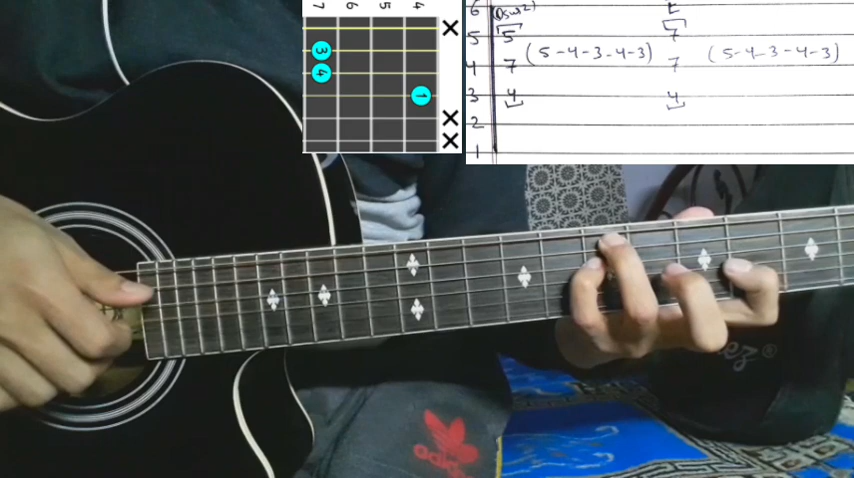 7 6 5 4
3
4
1
×
×
×
6 (Dsus2) E
5 5 7
(5-4-3-4-3) (5-4-3-4-3)
4 7 7
3 4 4
2
1
adidas